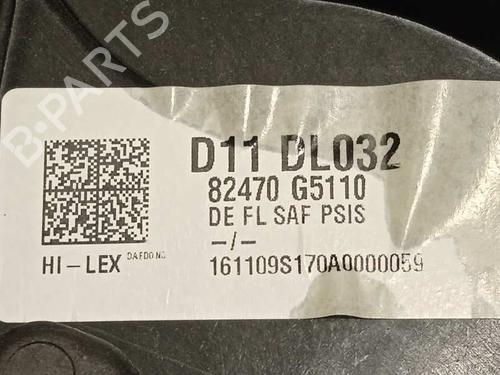 B-PARTS
D11 DL032
82470 G5110
DE FL SAF PSIS
-/-
HI-LEX
161109S170A0000059